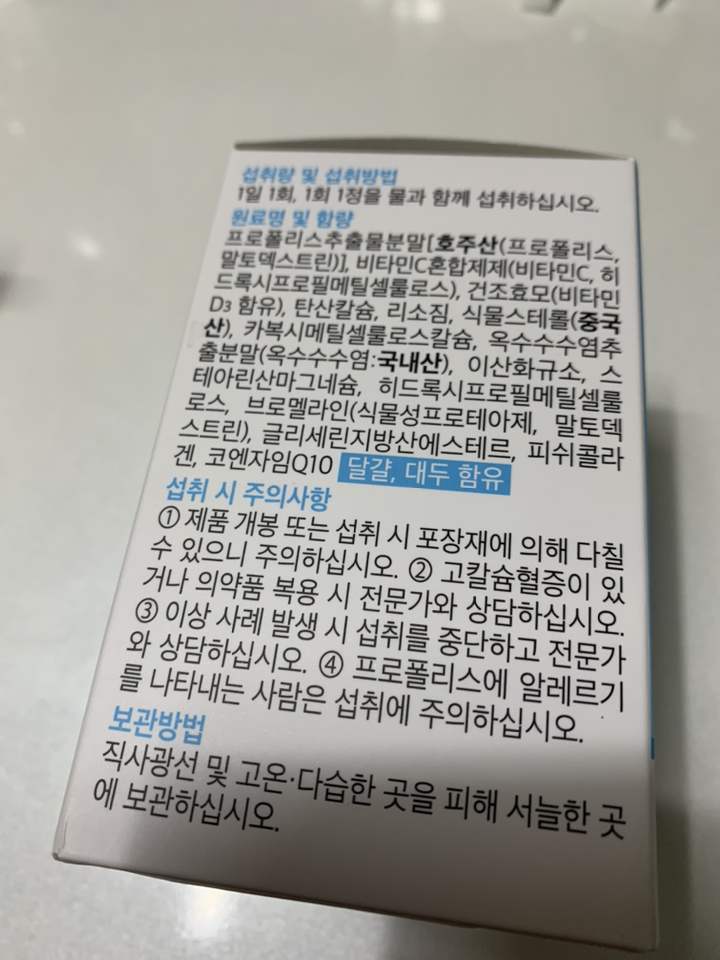 섭취량 및 섭취방법
1일 1회, 1회 1정을 물과 함께 섭취하십시오.
원료명 및 함량
프로폴리스추출물분말[호주산(프로폴리스,
말토덱스트린)], 비타민C혼합제제(비타민C, 히
드록시프로필메틸셀룰로스), 건조효모(비타민
D₃ 함유), 탄산칼슘, 리소짐, 식물스테롤(중국
산), 카복시메틸셀룰로스칼슘, 옥수수수염추
출분말(옥수수수염:국내산), 이산화규소, 스
테아린산마그네슘, 히드록시프로필메틸셀룰
로스, 브로멜라인(식물성프로테아제, 말토덱
스트린), 글리세린지방산에스테르, 피쉬콜라
겐, 코엔자임Q10 달걀, 대두 함유
섭취 시 주의사항
① 제품 개봉 또는 섭취 시 포장재에 의해 다칠
수 있으니 주의하십시오. ② 고칼슘혈증이 있
거나 의약품 복용 시 전문가와 상담하십시오.
③ 이상 사례 발생 시 섭취를 중단하고 전문가
와 상담하십시오. ④ 프로폴리스에 알레르기
를 나타내는 사람은 섭취에 주의하십시오.
보관방법
직사광선 및 고온·다습한 곳을 피해 서늘한 곳
에 보관하십시오.